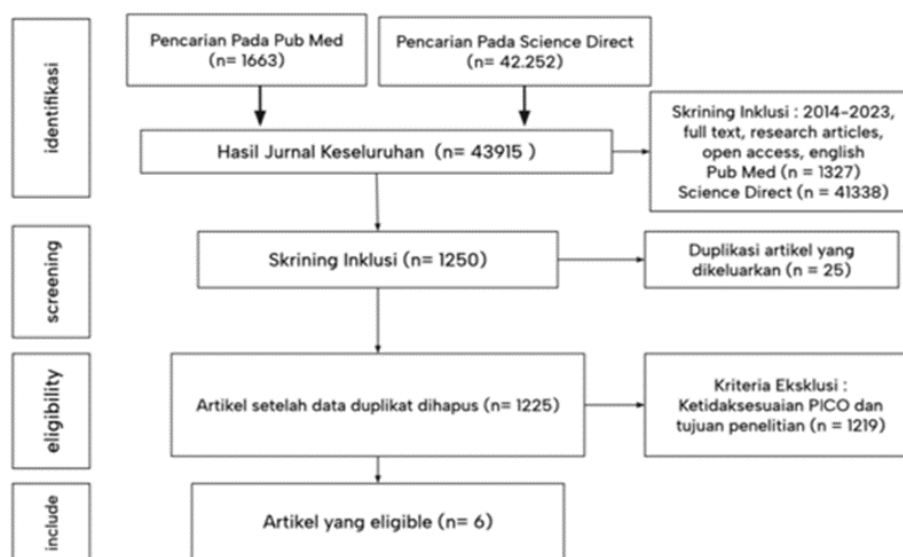 identifikasi
Pencarian Pada Pub Med
(n= 1663)
Pencarian Pada Science Direct
(n= 42.252)
Hasil Jurnal Keseluruhan (n= 43915 )
Skrining Inklusi : 2014-2023,
full text, research articles,
open access, english
Pub Med (n = 1327)
Science Direct (n = 41338)
screening
Skrining Inklusi (n= 1250)
Duplikasi artikel yang
dikeluarkan (n = 25)
eligibility
Artikel setelah data duplikat dihapus (n= 1225)
Kriteria Eksklusi :
Ketidaksesuaian PICO dan
tujuan penelitian (n = 1219)
include
Artikel yang eligible (n= 6)